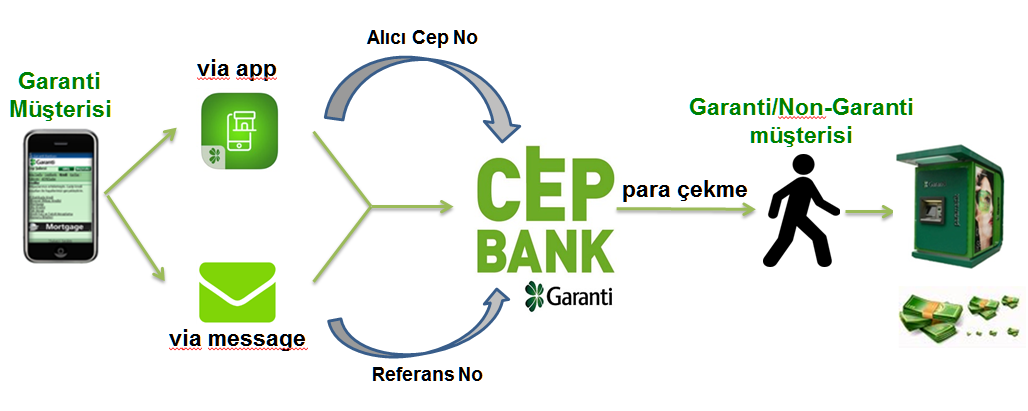 Alıcı Cep No
via app
Garanti
Müşterisi
Garanti
Mortgage
via message
Referans No
CEP
BANK
Garanti
para çekme
Garanti/Non-Garanti
müşterisi